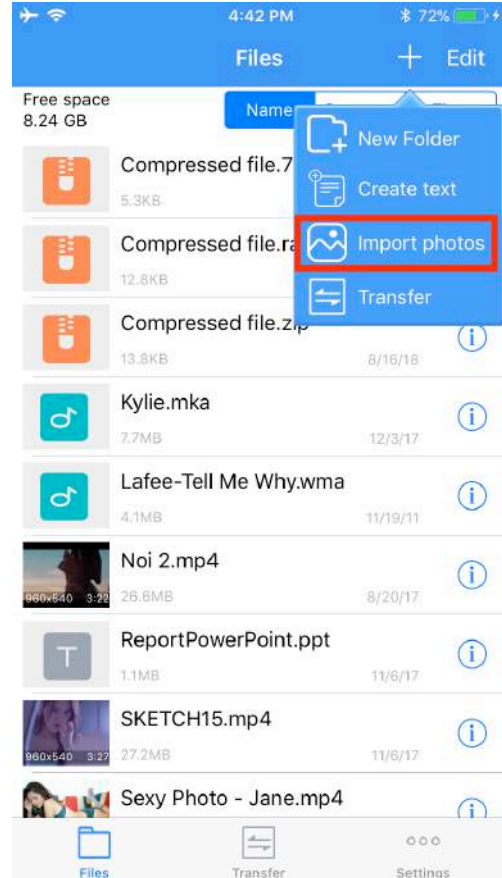 4:42 PM
72%
Files
Edit
Free space
8.24 GB
Name
New Folder
Create text
Import photos
Transfer
Compressed file.7
5.3KB
Compressed file.ra
12.8KB
Compressed file.zip
13.8KB
8/16/18
Kylie.mka
7.7MB
12/3/17
Lafee-Tell Me Why.wma
4.1MB
11/19/11
Noi 2.mp4
960x540 3:22
26.6MB
8/20/17
T
ReportPowerPoint.ppt
1.1MB
11/6/17
SKETCH15.mp4
960x540 3:27
27.2MB
11/6/17
Sexy Photo - Jane.mp4
Files
Transfer
Settings